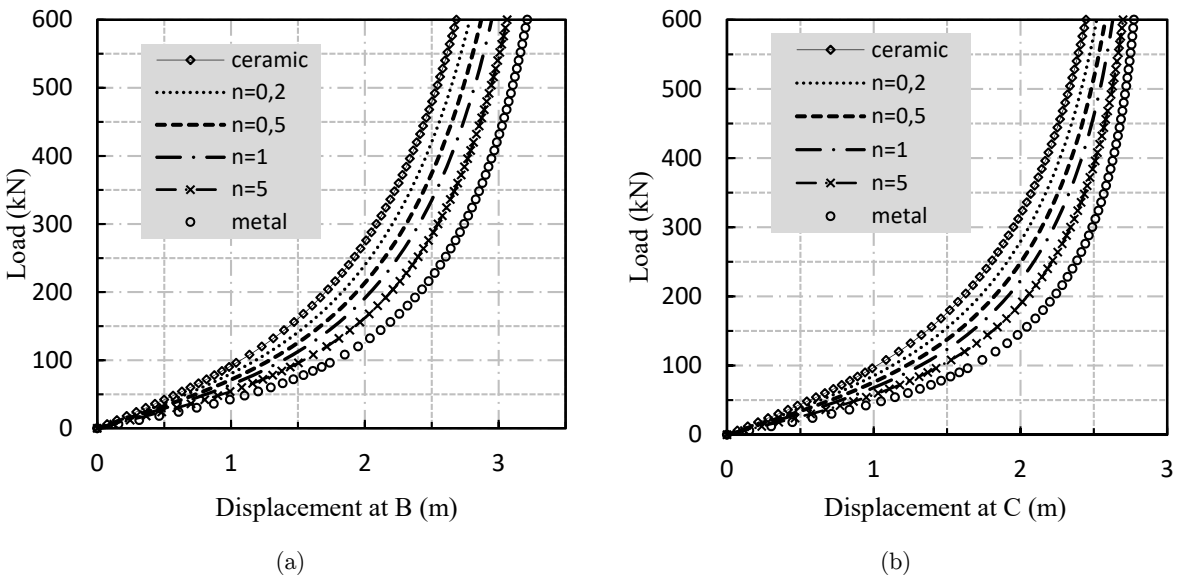 600
500
400
300
200
100
0
Load (kN)
ceramic
n=0,2
n=0,5
n=1
n=5
metal
0
1
2
3
Displacement at B (m)
(a)
600
500
400
300
200
100
0
Load (kN)
ceramic
n=0,2
n=0,5
n=1
n=5
metal
0
1
2
3
Displacement at C (m)
(b)